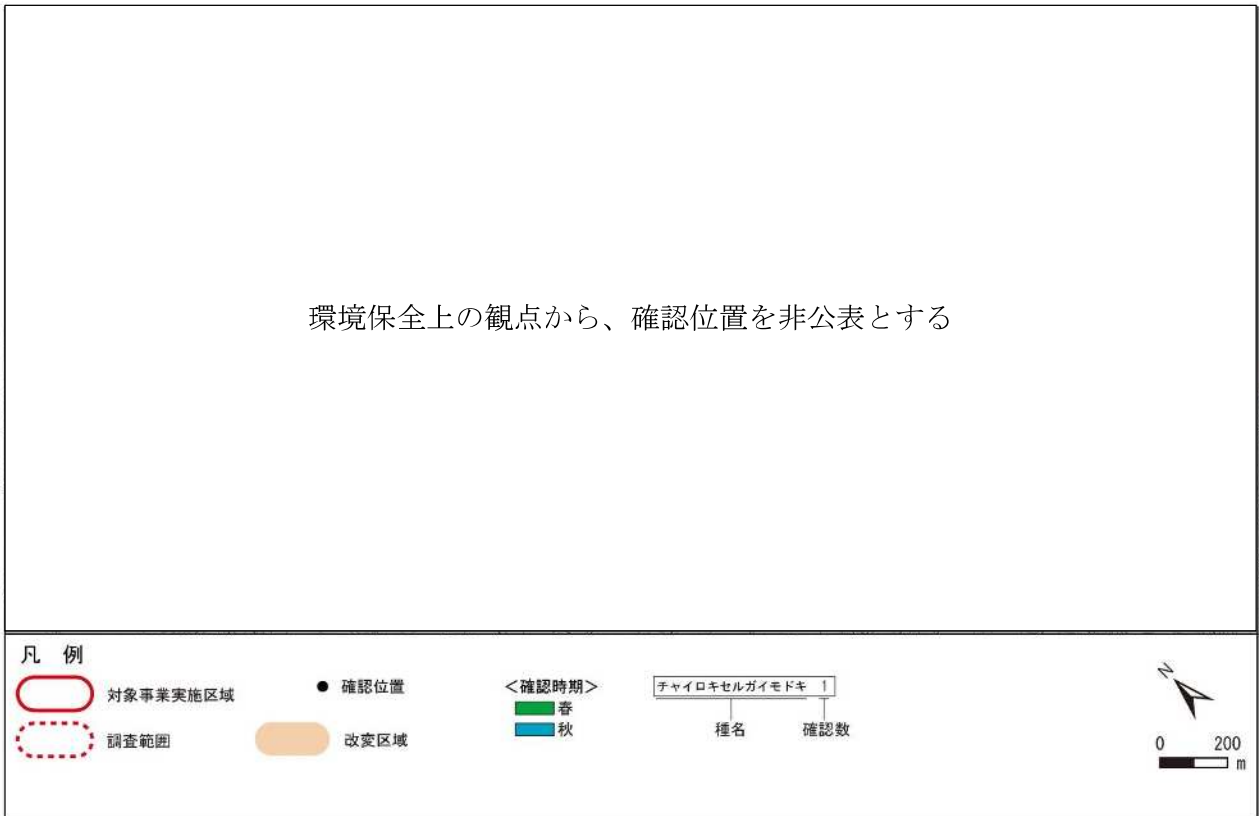 環境保全上の観点から、確認位置を非公表とする
凡 例
対象事業実施区域
調査範囲
確認位置
改変区域
<確認時期>
春
秋
チャイロキセルガイモドキ 1
種名
確認数
N
0 200
m